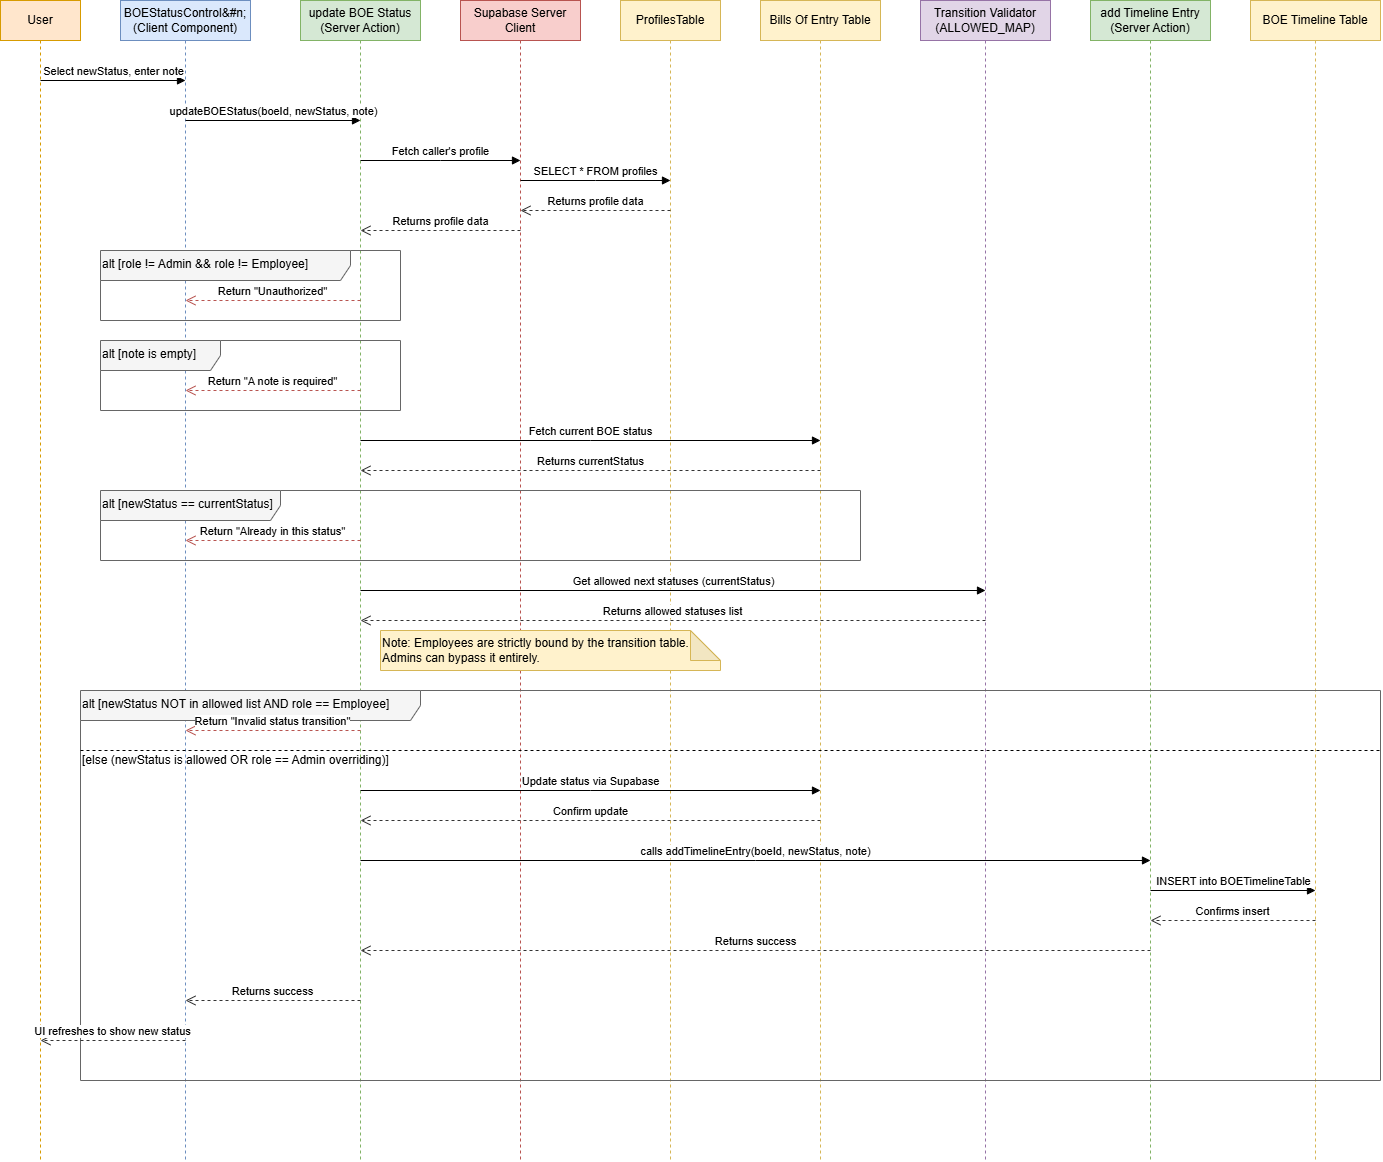 User
BOEStatusControl&#n;
(Client Component)
update BOE Status
(Server Action)
Supabase Server
Client
ProfilesTable
Bills Of Entry Table
Transition Validator
(ALLOWED_MAP)
add Timeline Entry
(Server Action)
BOE Timeline Table
Select newStatus, enter note
updateBOEStatus(boeId, newStatus, note)
Fetch caller's profile
SELECT * FROM profiles
Returns profile data
Returns profile data
alt [role != Admin && role != Employee]
Return "Unauthorized"
alt [note is empty]
Return "A note is required"
Fetch current BOE status
Returns currentStatus
alt [newStatus == currentStatus]
Return "Already in this status"
Get allowed next statuses (currentStatus)
Returns allowed statuses list
Note: Employees are strictly bound by the transition table.
Admins can bypass it entirely.
alt [newStatus NOT in allowed list AND role == Employee]
Return "Invalid status transition"
[else (newStatus is allowed OR role == Admin overriding)]
Update status via Supabase
Confirm update
calls addTimelineEntry(boeId, newStatus, note)
INSERT into BOETimelineTable
Confirms insert
Returns success
Returns success
UI refreshes to show new status